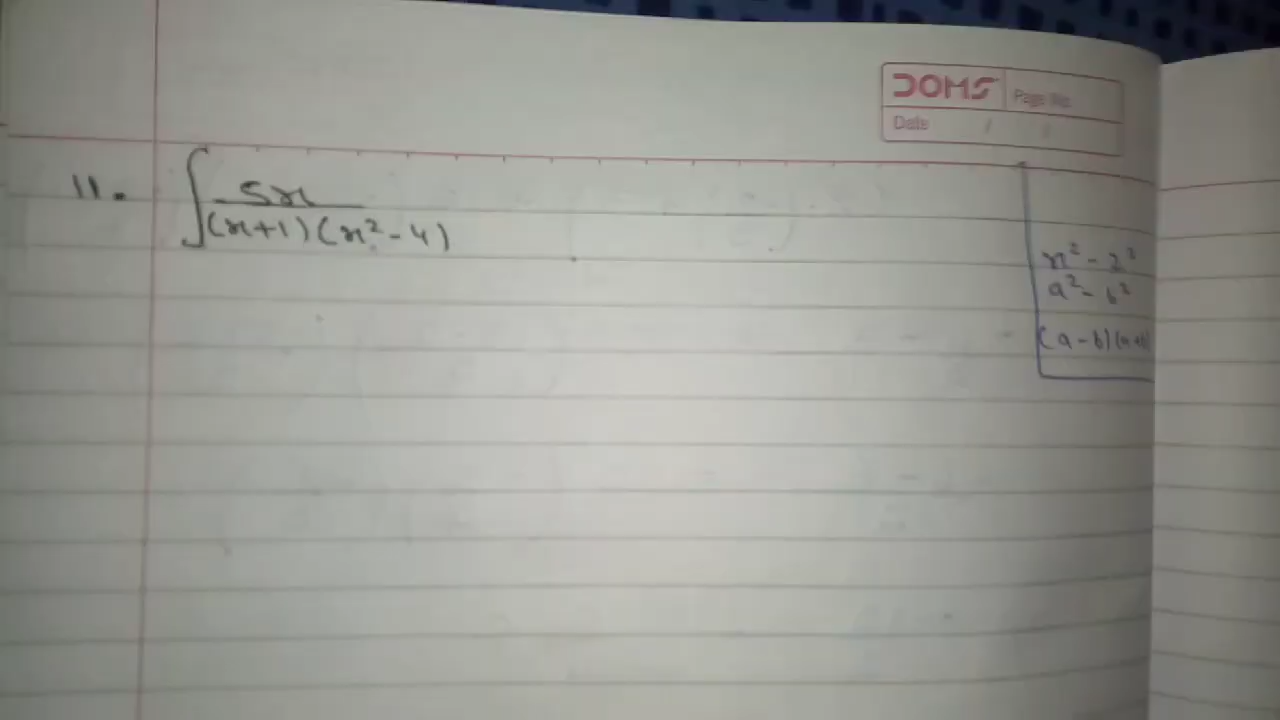 DOMS
Page No.
Date / /
11. ∫ 5x / (x+1)(x² - 4)
x² - 2²
a² - b²
(a-b)(a+b)